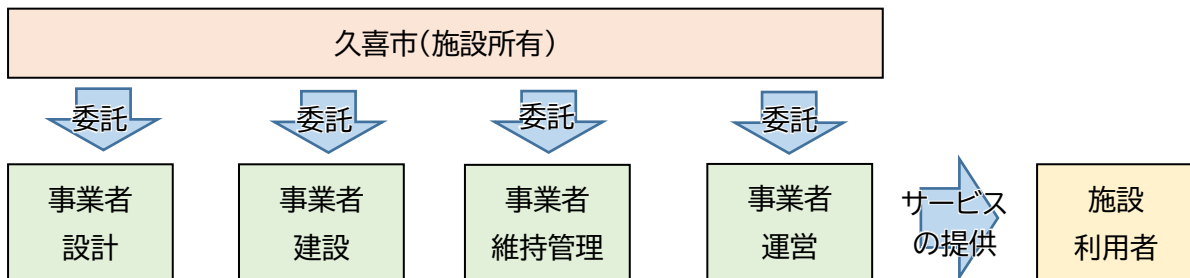 久喜市(施設所有)
委託
委託
委託
委託
事業者
設計
事業者
建設
事業者
維持管理
事業者
運営
サービス
の提供
施設
利用者